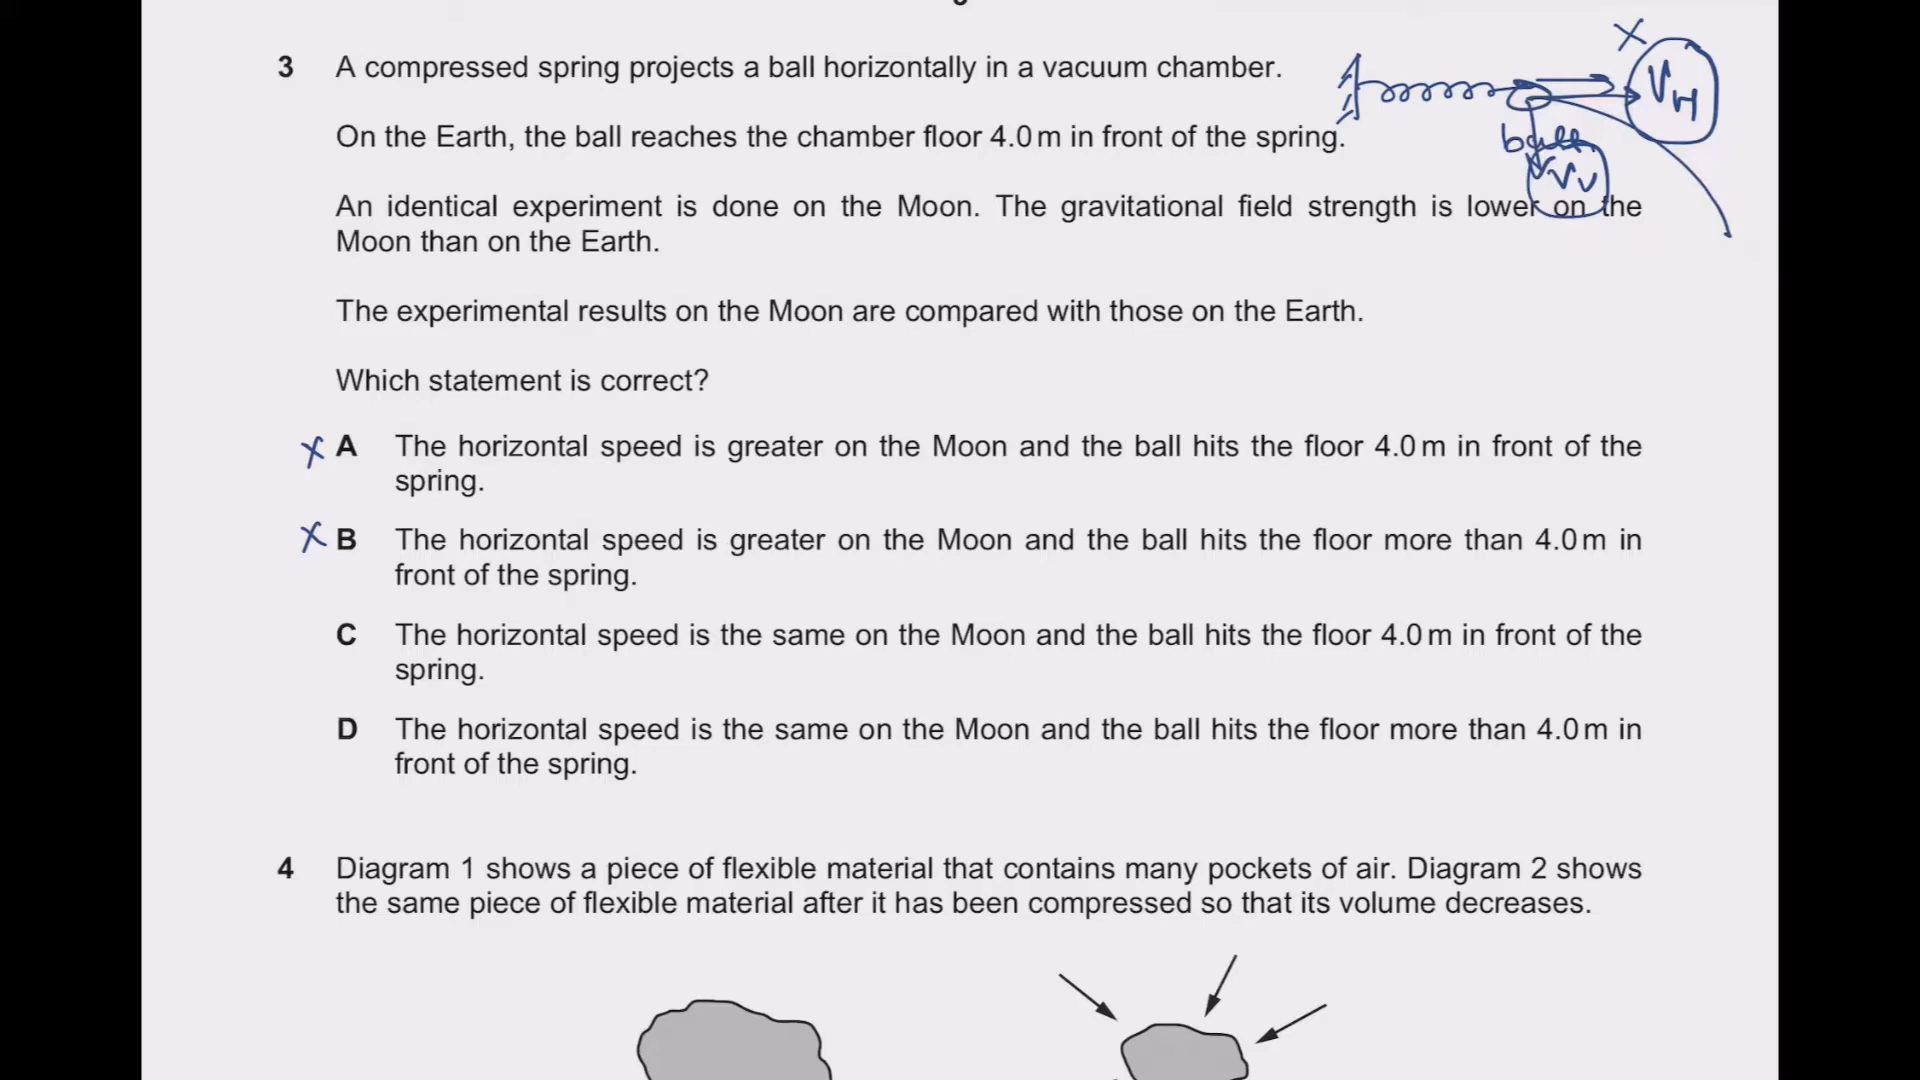 3 A compressed spring projects a ball horizontally in a vacuum chamber.
On the Earth, the ball reaches the chamber floor 4.0 m in front of the spring.
An identical experiment is done on the Moon. The gravitational field strength is lower on the
Moon than on the Earth.
The experimental results on the Moon are compared with those on the Earth.
Which statement is correct?
X A The horizontal speed is greater on the Moon and the ball hits the floor 4.0 m in front of the
spring.
X B The horizontal speed is greater on the Moon and the ball hits the floor more than 4.0 m in
front of the spring.
C The horizontal speed is the same on the Moon and the ball hits the floor 4.0 m in front of the
spring.
D The horizontal speed is the same on the Moon and the ball hits the floor more than 4.0 m in
front of the spring.
4 Diagram 1 shows a piece of flexible material that contains many pockets of air. Diagram 2 shows
the same piece of flexible material after it has been compressed so that its volume decreases.
X
VH
ball
Vv